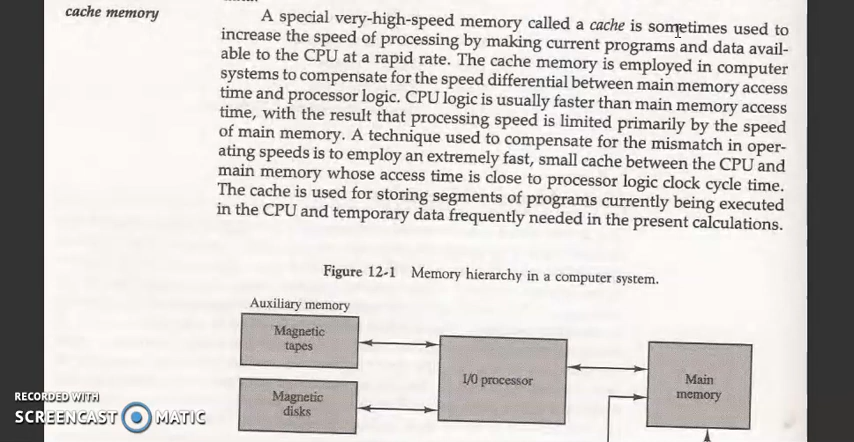 cache memory
A special very-high-speed memory called a cache is sometimes used to
increase the speed of processing by making current programs and data avail-
able to the CPU at a rapid rate. The cache memory is employed in computer
systems to compensate for the speed differential between main memory access
time and processor logic. CPU logic is usually faster than main memory access
time, with the result that processing speed is limited primarily by the speed
of main memory. A technique used to compensate for the mismatch in oper-
ating speeds is to employ an extremely fast, small cache between the CPU and
main memory whose access time is close to processor logic clock cycle time.
The cache is used for storing segments of programs currently being executed
in the CPU and temporary data frequently needed in the present calculations.
Figure 12-1 Memory hierarchy in a computer system.
Auxiliary memory
Magnetic
tapes
I/O processor
Main
memory
Magnetic
disks
RECORDED WITH
SCREENCAST MATIC